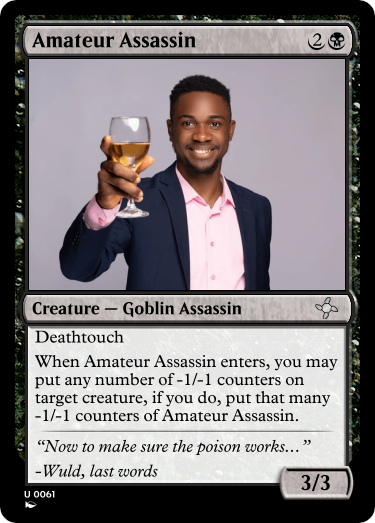 Amateur Assassin 2
Creature — Goblin Assassin
Deathtouch
When Amateur Assassin enters, you may
put any number of -1/-1 counters on
target creature, if you do, put that many
-1/-1 counters of Amateur Assassin.
“Now to make sure the poison works…”
-Wuld, last words
3/3
U 0061